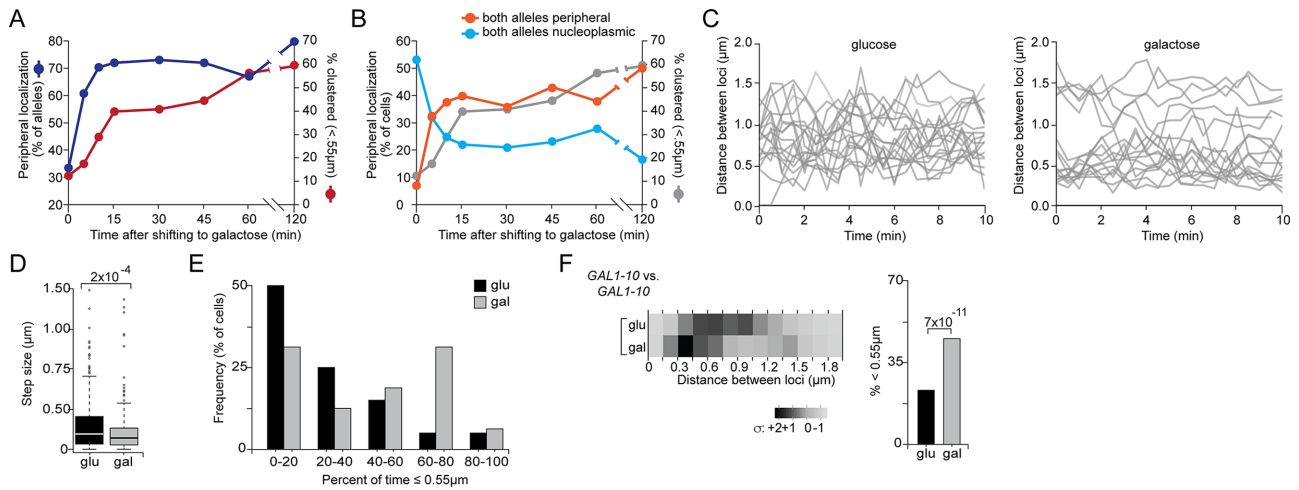 A
Peripheral localization
(% of alleles)
80
70
60
50
40
30
20
70
60
50
40
30
20
10
0
% clustered (<.55µm)
0 15 30 45 60 120
Time after shifting to galactose (min)
B
both alleles peripheral
both alleles nucleoplasmic
Peripheral localization
(% of cells)
60
50
40
30
20
10
0
70
60
50
40
30
20
10
0
% clustered (<.55µm)
0 15 30 45 60 120
Time after shifting to galactose (min)
C
glucose
Distance between loci (µm)
2.0
1.5
1.0
0.5
0.0
0 2 4 6 8 10
Time (min)
galactose
Distance between loci (µm)
2.0
1.5
1.0
0.5
0.0
0 2 4 6 8 10
Time (min)
D
2x10-4
Step size (µm)
1.50
1.00
0.50
0
glu gal
E
glu
gal
Frequency (% of cells)
50
25
0
0-20 20-40 40-60 60-80 80-100
Percent of time ≤ 0.55µm
F
GAL1-10 vs.
GAL1-10
glu
gal
0 0.3 0.6 0.9 1.2 1.5 1.8
Distance between loci (µm)
σ: +2+1 0 -1
7x10-11
% < 0.55µm
70
35
0
glu gal